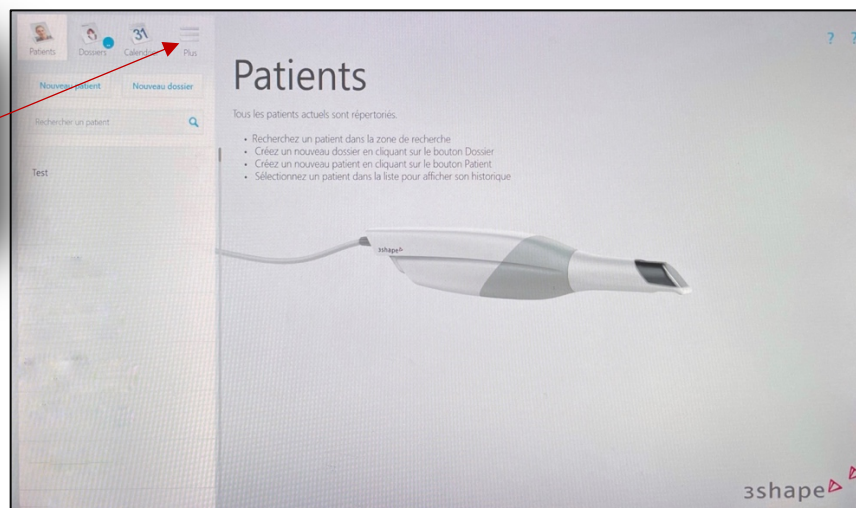 Patients Dossiers 31 Calendrier Plus
? ?
Nouveau patient Nouveau dossier
Rechercher un patient
Test
Patients
Tous les patients actuels sont répertoriés.
• Recherchez un patient dans la zone de recherche
• Créez un nouveau dossier en cliquant sur le bouton Dossier
• Créez un nouveau patient en cliquant sur le bouton Patient
• Sélectionnez un patient dans la liste pour afficher son historique
3shape
3shape